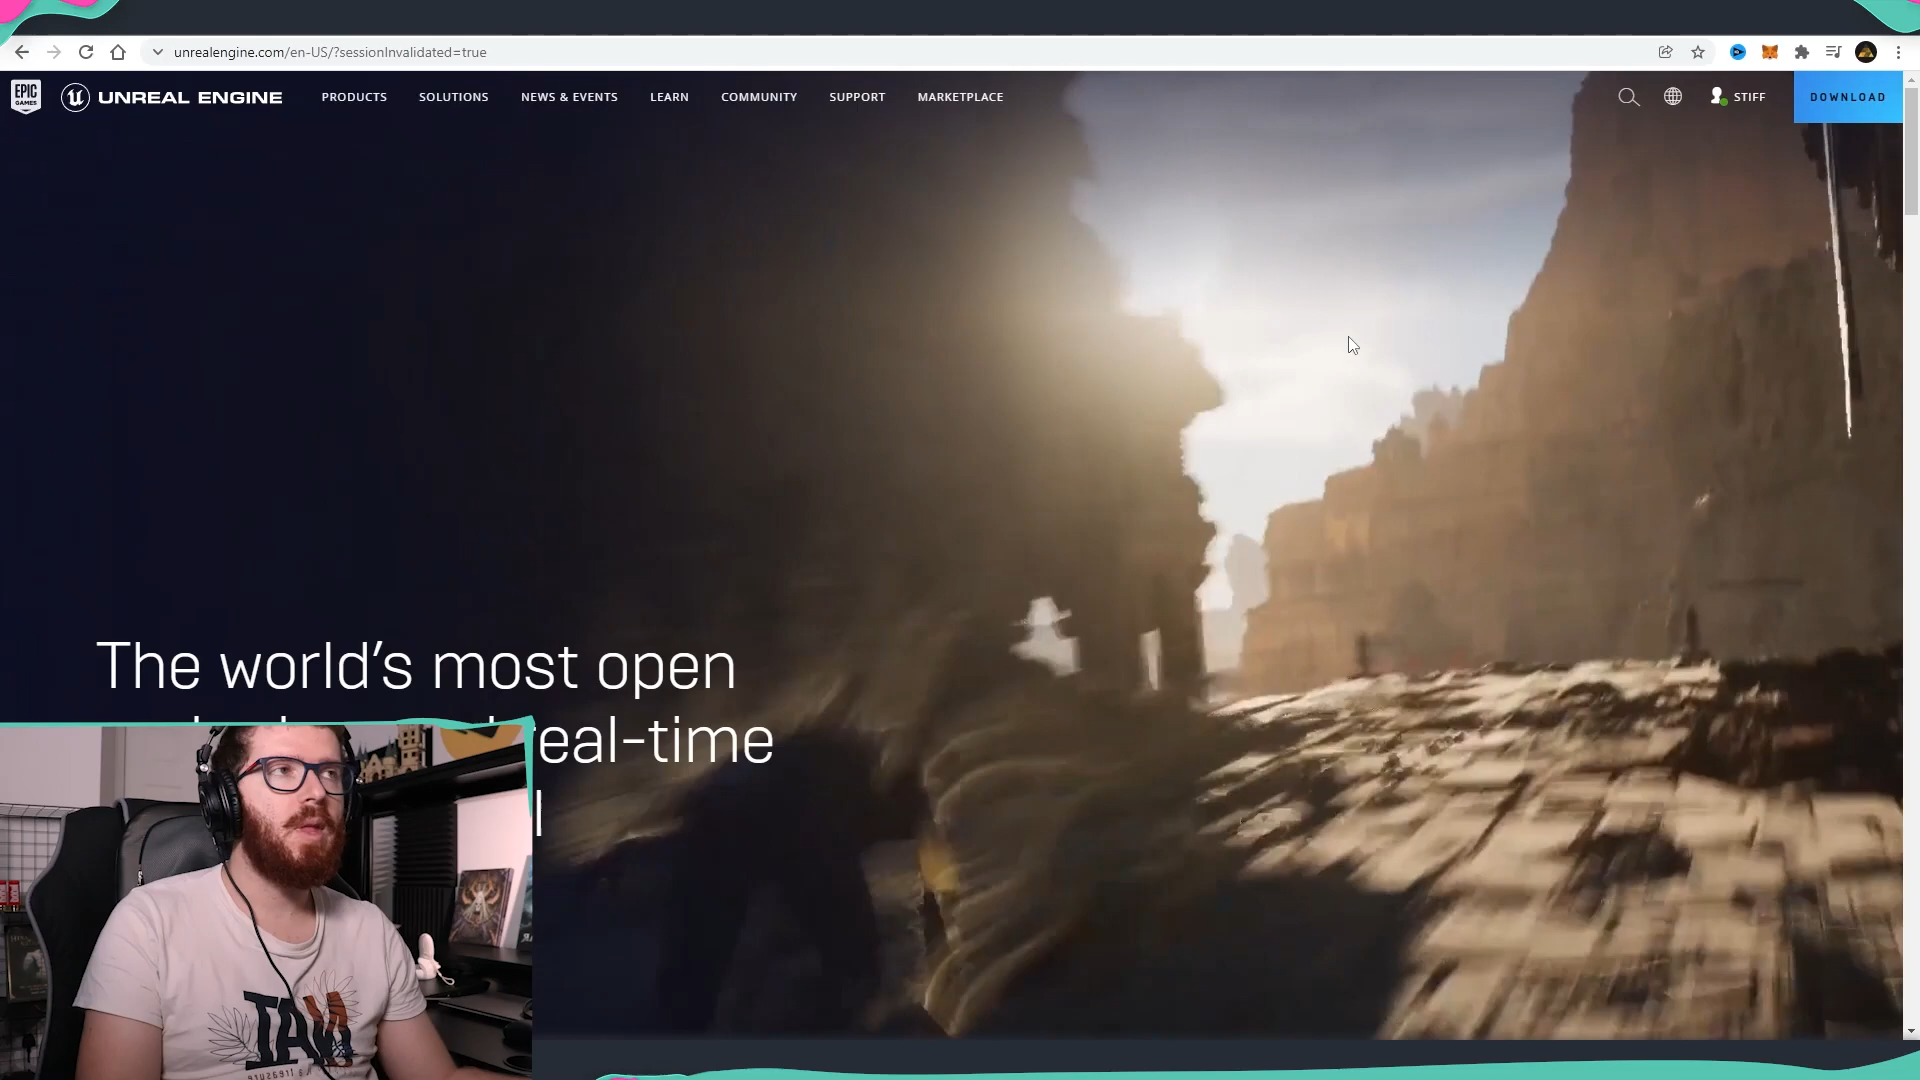 unrealengine.com/en-US/?sessionInvalidated=true
EPIC GAMES
UNREAL ENGINE
PRODUCTS
SOLUTIONS
NEWS & EVENTS
LEARN
COMMUNITY
SUPPORT
MARKETPLACE
STIFF
DOWNLOAD
The world's most open
real-time